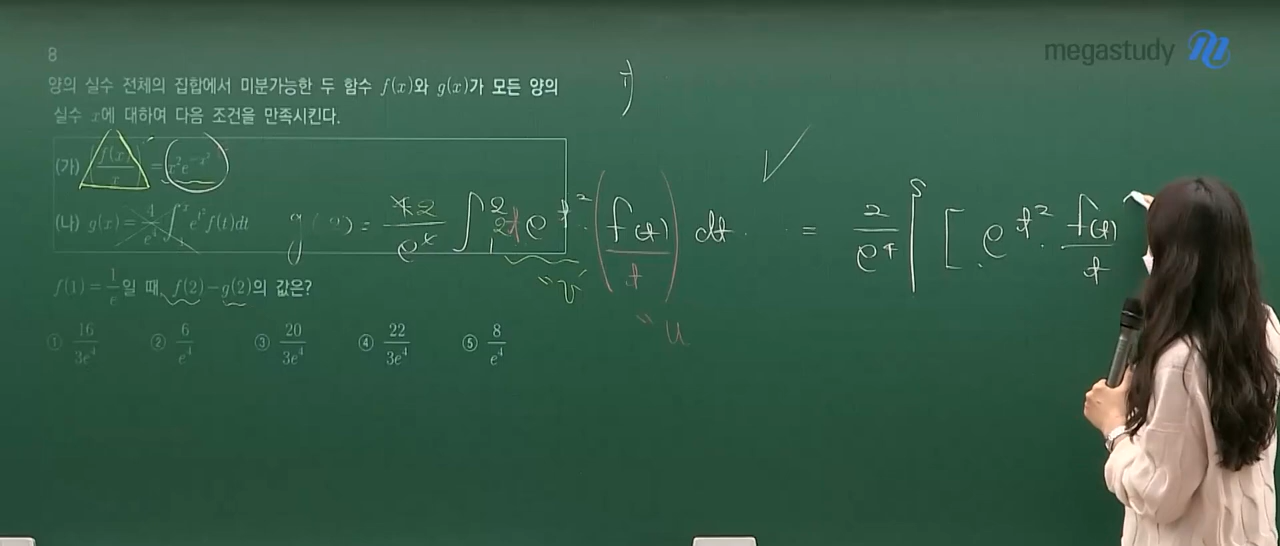 megastudy
8
양의 실수 전체의 집합에서 미분가능한 두 함수 f(x)와 g(x)가 모든 양의
실수 x에 대하여 다음 조건을 만족시킨다.
(가) (f(x)/x)' = x²e^(-x²)
(나) g(x) = 4/e⁴ ∫₁ˣ e^(t²) f(t)dt
g(2) = 2/e⁴ ∫₁² 2t e^(t²) · (f(t)/t) dt = 2/e⁴ [ e^(t²) · f(t)/t
"v"
"u
f(1) = 1/e일 때, f(2)-g(2)의 값은?
① 16/3e⁴ ② 6/e⁴ ③ 20/3e⁴ ④ 22/3e⁴ ⑤ 8/e⁴